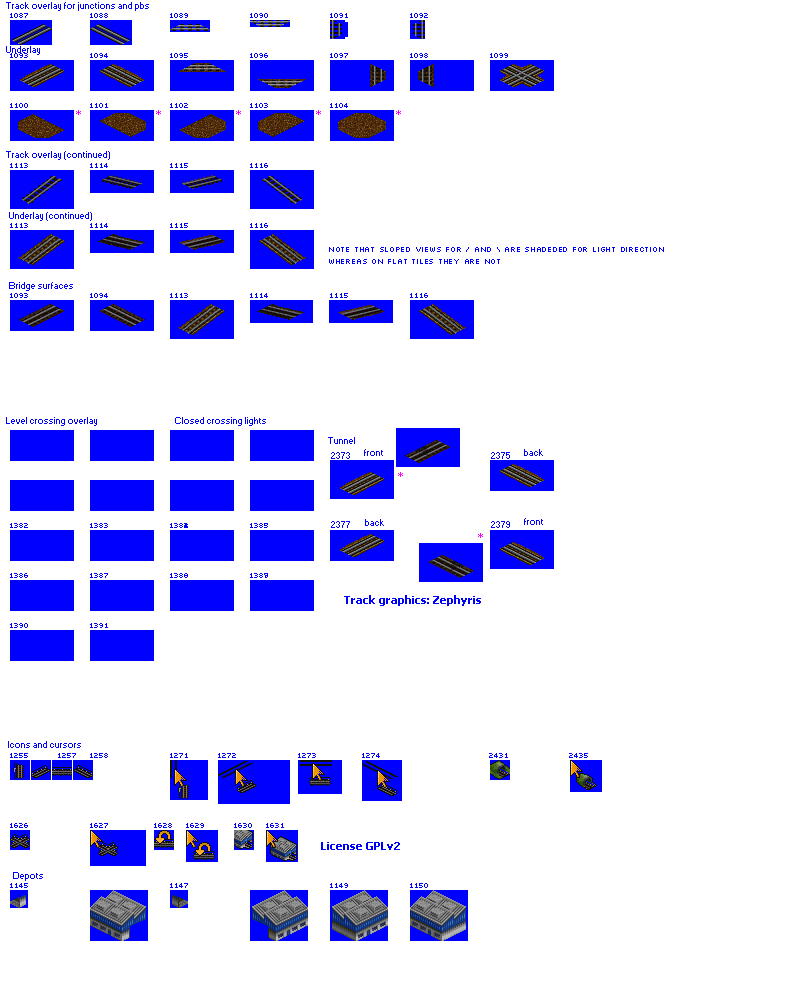 Track overlay for junctions and pbs
1087 1088 1089 1090 1091 1092
Underlay
1093 1094 1095 1096 1097 1098 1099
1100 * 1101 * 1102 * 1103 * 1104 *
Track overlay (continued)
1113 1114 1115 1116
Underlay (continued)
1113 1114 1115 1116
NOTE THAT SLOPED VIEWS FOR / AND \ ARE SHADEDED FOR LIGHT DIRECTION
WHEREAS ON FLAT TILES THEY ARE NOT
Bridge surfaces
1093 1094 1113 1114 1115 1116
Level crossing overlay Closed crossing lights
Tunnel
2373 front 2375 back
*
1382 1383 1384 1385
2377 back 2379 front
*
1386 1387 1388 1389
Track graphics: Zephyris
1390 1391
Icons and cursors
1255 1257 1258 1271 1272 1273 1274 2431 2435
1626 1627 1628 1629 1630 1631
License GPLv2
Depots
1145 1147 1149 1150